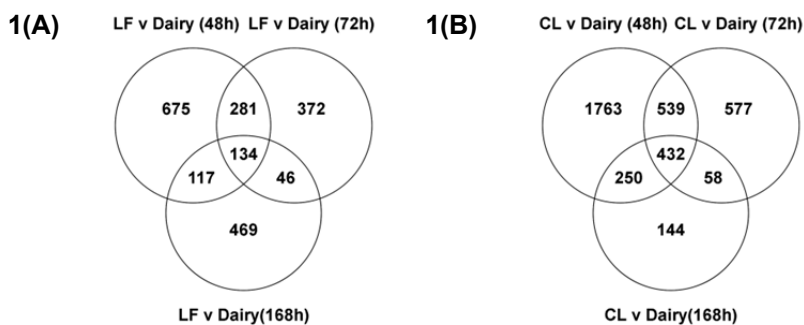 1(A)
LF v Dairy (48h) LF v Dairy (72h)
675 281 372
134
117 46
469
LF v Dairy(168h)
1(B)
CL v Dairy (48h) CL v Dairy (72h)
1763 539 577
432
250 58
144
CL v Dairy(168h)